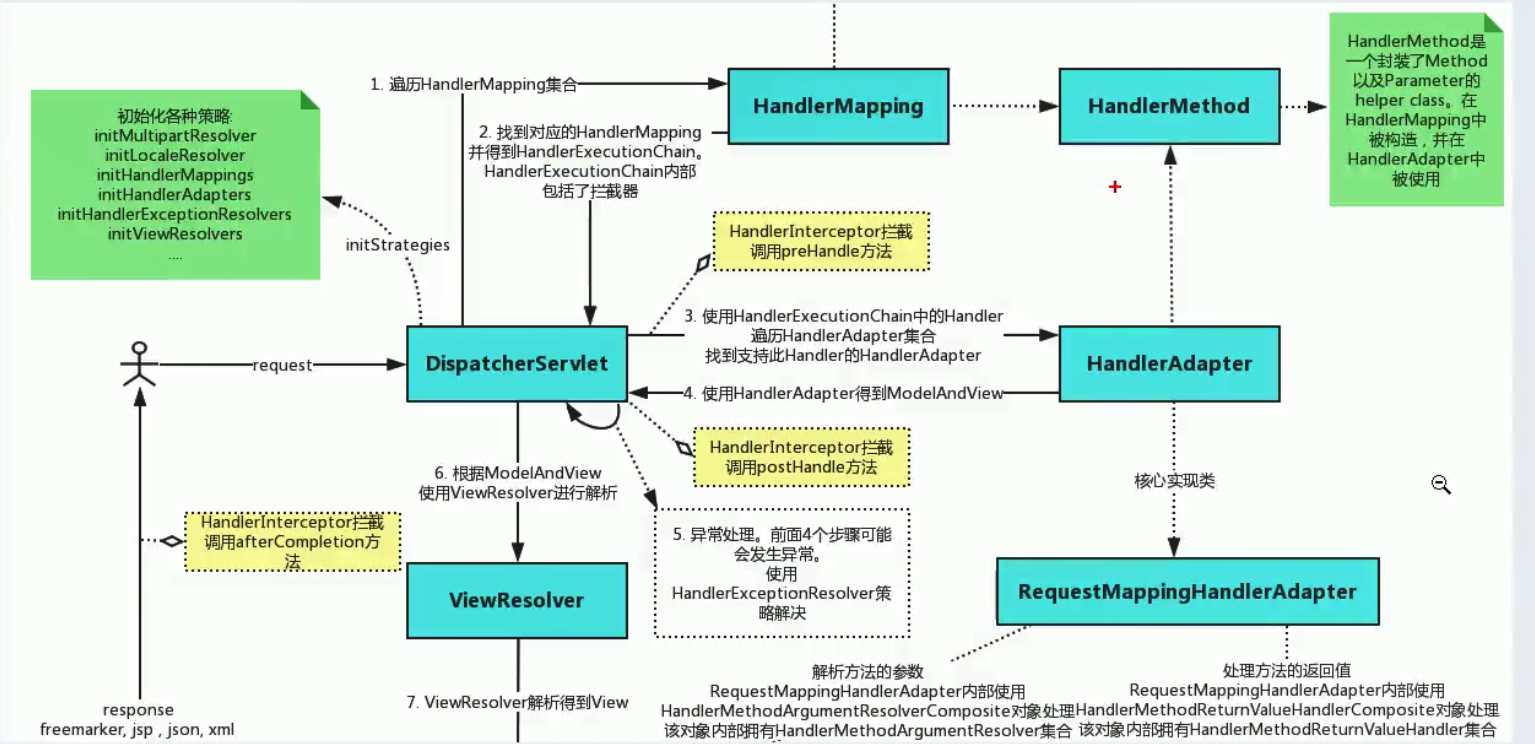 1. 遍历HandlerMapping集合
HandlerMapping
HandlerMethod
HandlerMethod是
一个封装了Method
以及Parameter的
helper class。在
HandlerMapping中
被构造，并在
HandlerAdapter中
被使用
初始化各种策略:
initMultipartResolver
initLocaleResolver
initHandlerMappings
initHandlerAdapters
initHandlerExceptionResolvers
initViewResolvers
....
initStrategies
2. 找到对应的HandlerMapping
并得到HandlerExecutionChain。
HandlerExecutionChain内部
包括了拦截器
HandlerInterceptor拦截
调用preHandle方法
3. 使用HandlerExecutionChain中的Handler
遍历HandlerAdapter集合
找到支持此Handler的HandlerAdapter
request
DispatcherServlet
HandlerAdapter
4. 使用HandlerAdapter得到ModelAndView
HandlerInterceptor拦截
调用postHandle方法
6. 根据ModelAndView
使用ViewResolver进行解析
核心实现类
HandlerInterceptor拦截
调用afterCompletion方
法
5. 异常处理。前面4个步骤可能
会发生异常。
使用
HandlerExceptionResolver策
略解决
ViewResolver
RequestMappingHandlerAdapter
7. ViewResolver解析得到View
解析方法的参数
RequestMappingHandlerAdapter内部使用
HandlerMethodArgumentResolverComposite对象处理
该对象内部拥有HandlerMethodArgumentResolver集合
处理方法的返回值
RequestMappingHandlerAdapter内部使用
HandlerMethodReturnValueHandlerComposite对象处理
该对象内部拥有HandlerMethodReturnValueHandler集合
response
freemarker, jsp , json, xml